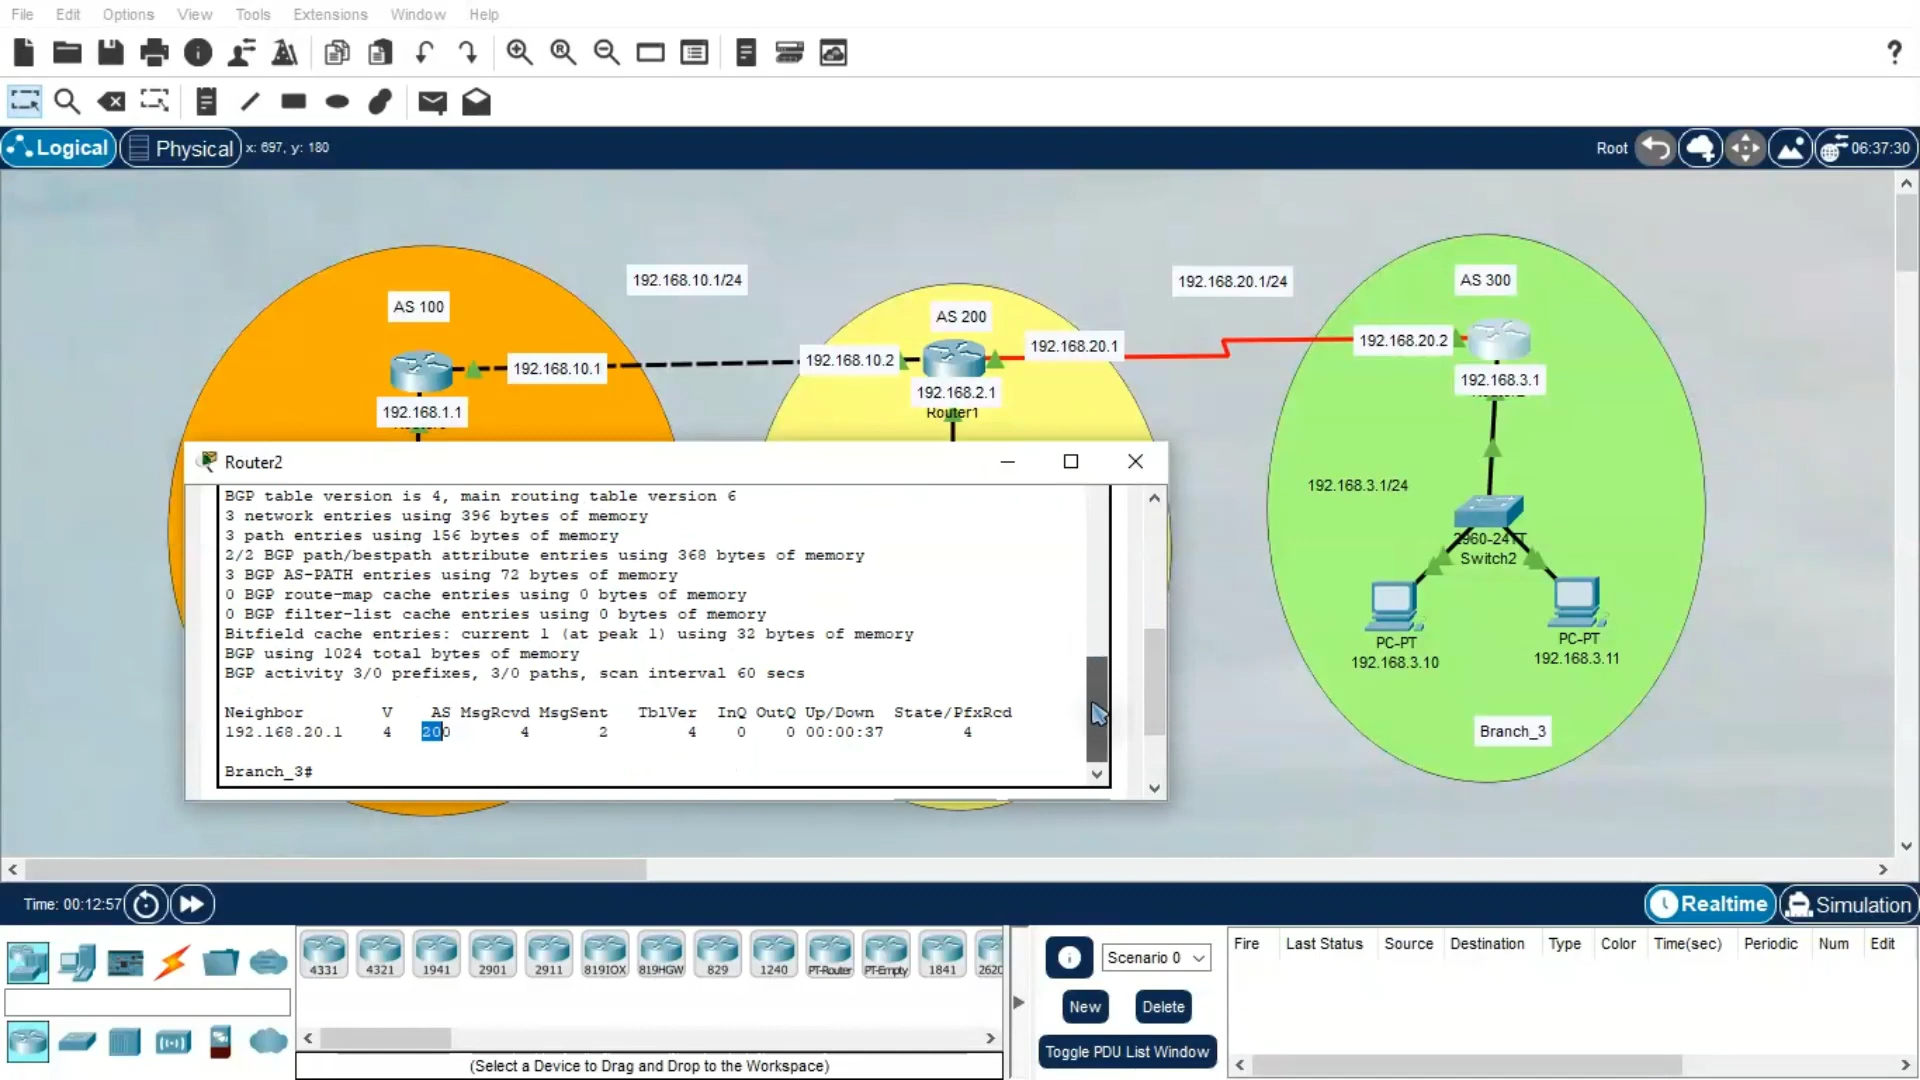 File Edit Options View Tools Extensions Window Help
?
Logical Physical x: 697, y: 180 Root 06:37:30
192.168.10.1/24
192.168.20.1/24
AS 100
AS 200
AS 300
192.168.10.1
192.168.10.2
192.168.20.1
192.168.20.2
192.168.1.1
192.168.2.1
Router1
192.168.3.1
192.168.3.1/24
2960-24TT
Switch2
PC-PT
192.168.3.10
PC-PT
192.168.3.11
Branch_3
Router2
BGP table version is 4, main routing table version 6
3 network entries using 396 bytes of memory
3 path entries using 156 bytes of memory
2/2 BGP path/bestpath attribute entries using 368 bytes of memory
3 BGP AS-PATH entries using 72 bytes of memory
0 BGP route-map cache entries using 0 bytes of memory
0 BGP filter-list cache entries using 0 bytes of memory
Bitfield cache entries: current 1 (at peak 1) using 32 bytes of memory
BGP using 1024 total bytes of memory
BGP activity 3/0 prefixes, 3/0 paths, scan interval 60 secs
Neighbor V AS MsgRcvd MsgSent TblVer InQ OutQ Up/Down State/PfxRcd
192.168.20.1 4 200 4 2 4 0 0 00:00:37 4
Branch_3#
Time: 00:12:57 Realtime Simulation
4331 4321 1941 2901 2911 819IOX 819HGW 829 1240 PT-Router PT-Empty 1841 2620
(Select a Device to Drag and Drop to the Workspace)
Scenario 0
New Delete
Toggle PDU List Window
Fire Last Status Source Destination Type Color Time(sec) Periodic Num Edit